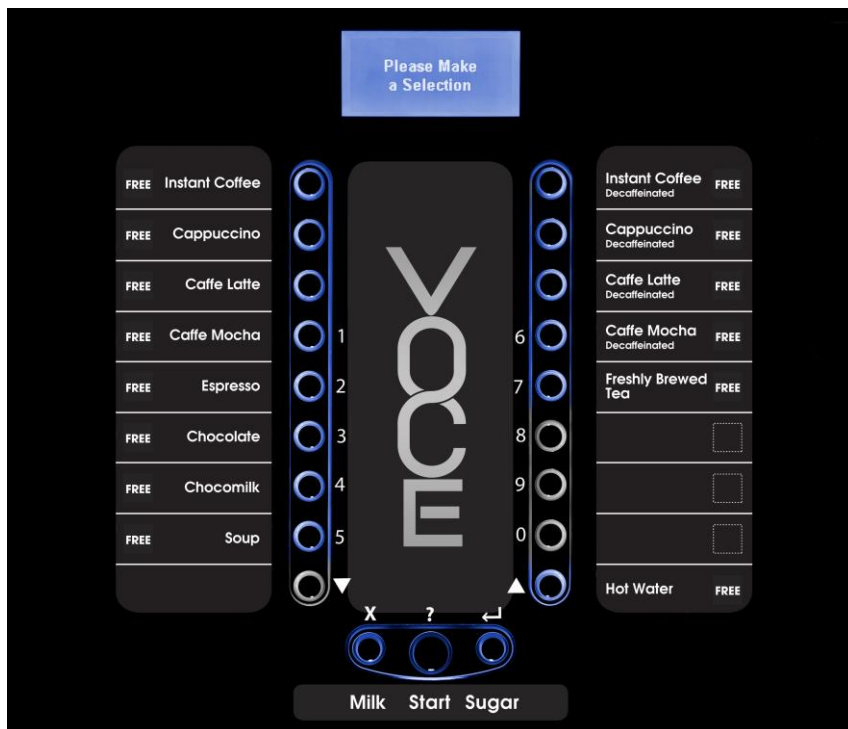 Please Make
a Selection
FREE Instant Coffee
FREE Cappuccino
FREE Caffe Latte
FREE Caffe Mocha
FREE Espresso
FREE Chocolate
FREE Chocomilk
FREE Soup
1
2
3
4
5
VOCE
6
7
8
9
0
Instant Coffee FREE
Decaffeinated
Cappuccino FREE
Decaffeinated
Caffe Latte FREE
Decaffeinated
Caffe Mocha FREE
Decaffeinated
Freshly Brewed FREE
Tea
Hot Water FREE
X ? ↵
Milk Start Sugar